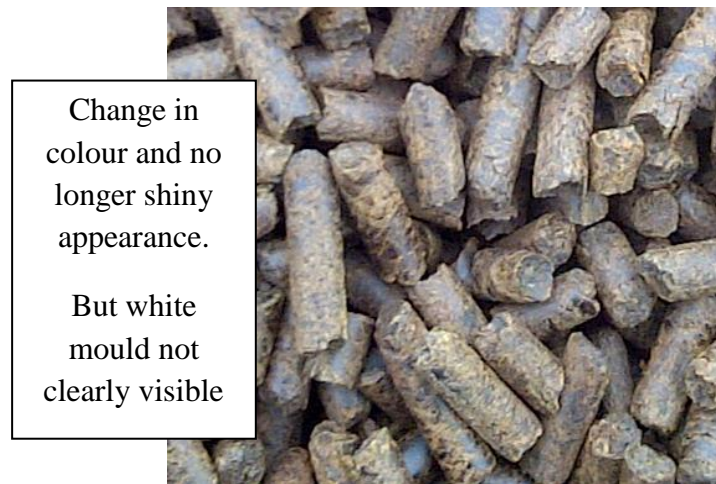 Change in
colour and no
longer shiny
appearance.
But white
mould not
clearly visible